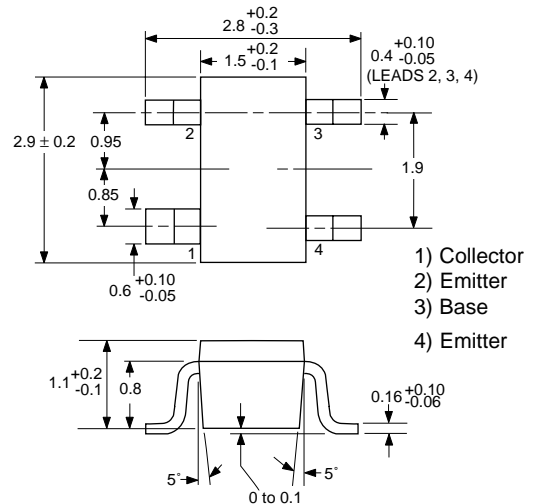 2.8 +0.2 -0.3
1.5 +0.2 -0.1
0.4 +0.10 -0.05
(LEADS 2, 3, 4)
2.9 ± 0.2
0.95
2
3
1.9
0.85
1
4
0.6 +0.10 -0.05
1) Collector
2) Emitter
3) Base
4) Emitter
1.1 +0.2 -0.1
0.8
0.16 +0.10 -0.06
5°
5°
0 to 0.1